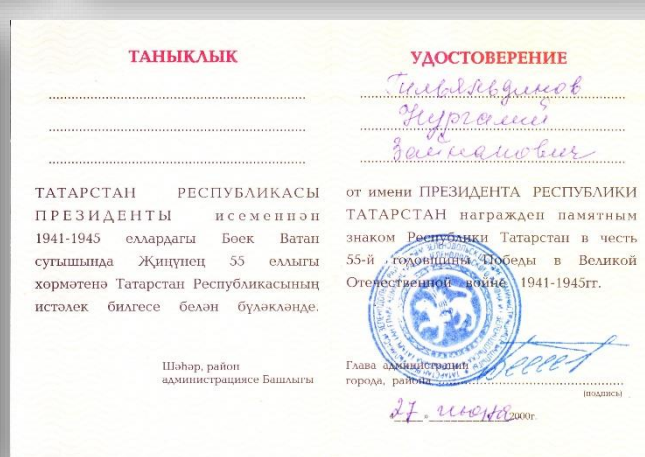 ТАНЫКЛЫК
ТАТАРСТАН РЕСПУБЛИКАСЫ
ПРЕЗИДЕНТЫ исеменнән
1941-1945 еллардагы Бөек Ватан
сугышында Җиңүнең 55 еллыгы
хөрмәтенә Татарстан Республикасының
истәлек билгесе белән бүләкләнде.
Шәһәр, район
администрациясе Башлыгы
УДОСТОВЕРЕНИЕ
Нургалий
от имени ПРЕЗИДЕНТА РЕСПУБЛИКИ
ТАТАРСТАН награжден памятным
знаком Республики Татарстан в честь
55-й годовщины Победы в Великой
Отечественной войне 1941-1945гг.
Глава администрации
города, района
(подпись)
27 " июня 2000г.